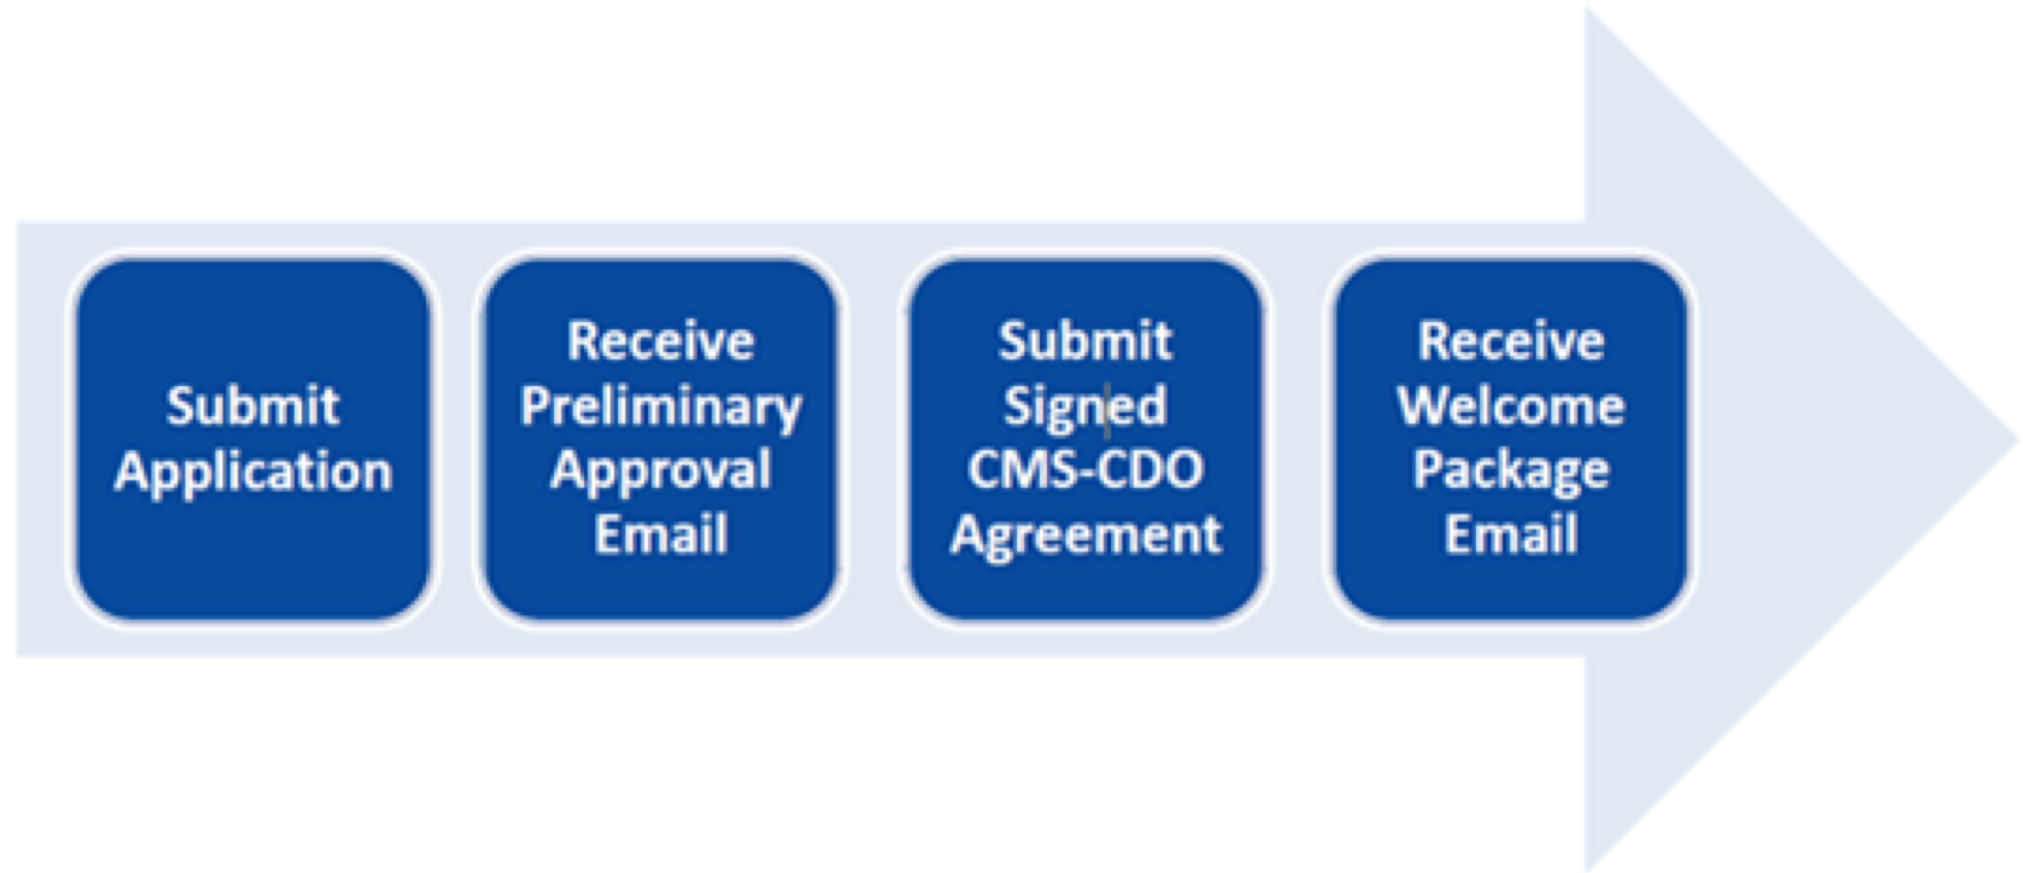 Submit
Application
Receive
Preliminary
Approval
Email
Submit
Signed
CMS-CDO
Agreement
Receive
Welcome
Package
Email